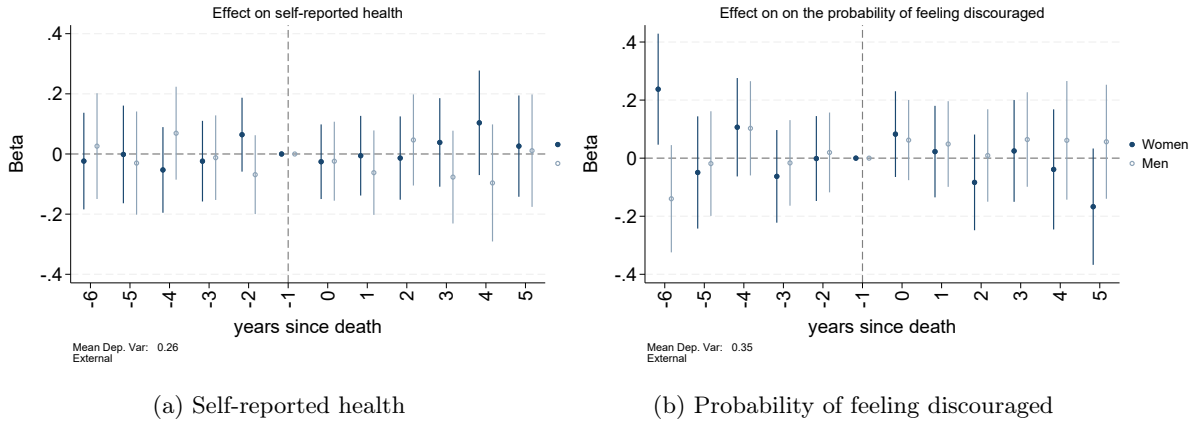 Effect on self-reported health
.4
.2
0
-.2
-.4
Beta
-6 -5 -4 -3 -2 -1 0 1 2 3 4 5
years since death
Mean Dep. Var: 0.26
External
(a) Self-reported health
Effect on on the probability of feeling discouraged
.4
.2
0
-.2
-.4
Beta
-6 -5 -4 -3 -2 -1 0 1 2 3 4 5
years since death
Women
Men
Mean Dep. Var: 0.35
External
(b) Probability of feeling discouraged